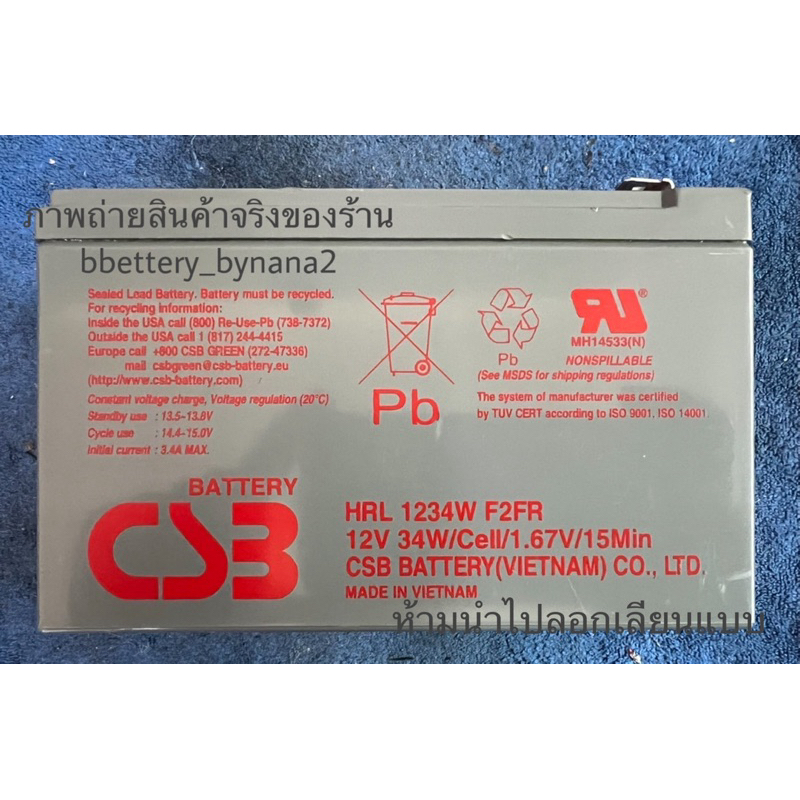 ภาพถ่ายสินค้าจริงของร้าน
bbettery_bynana2
Sealed Lead Battery. Battery must be recycled.
For recycling information:
Inside the USA call (800) Re-Use-Pb (738-7372)
Outside the USA call 1 (817) 244-4415
Europe call +800 CSB GREEN (272-47336)
mail csbgreen@csb-battery.eu
(http://www.csb-battery.com)
Constant voltage charge, Voltage regulation (20°C)
Standby use : 13.5~13.8V
Cycle use : 14.4~15.0V
Initial current : 3.4A MAX.
Pb
Pb
RU®
MH14533(N)
NONSPILLABLE
(See MSDS for shipping regulations)
The system of manufacturer was certified
by TUV CERT according to ISO 9001, ISO 14001
BATTERY
CSB
HRL 1234W F2FR
12V 34W/Cell/1.67V/15Min
CSB BATTERY(VIETNAM) CO., LTD.
MADE IN VIETNAM
ห้ามนำไปลอกเลียนแบบ